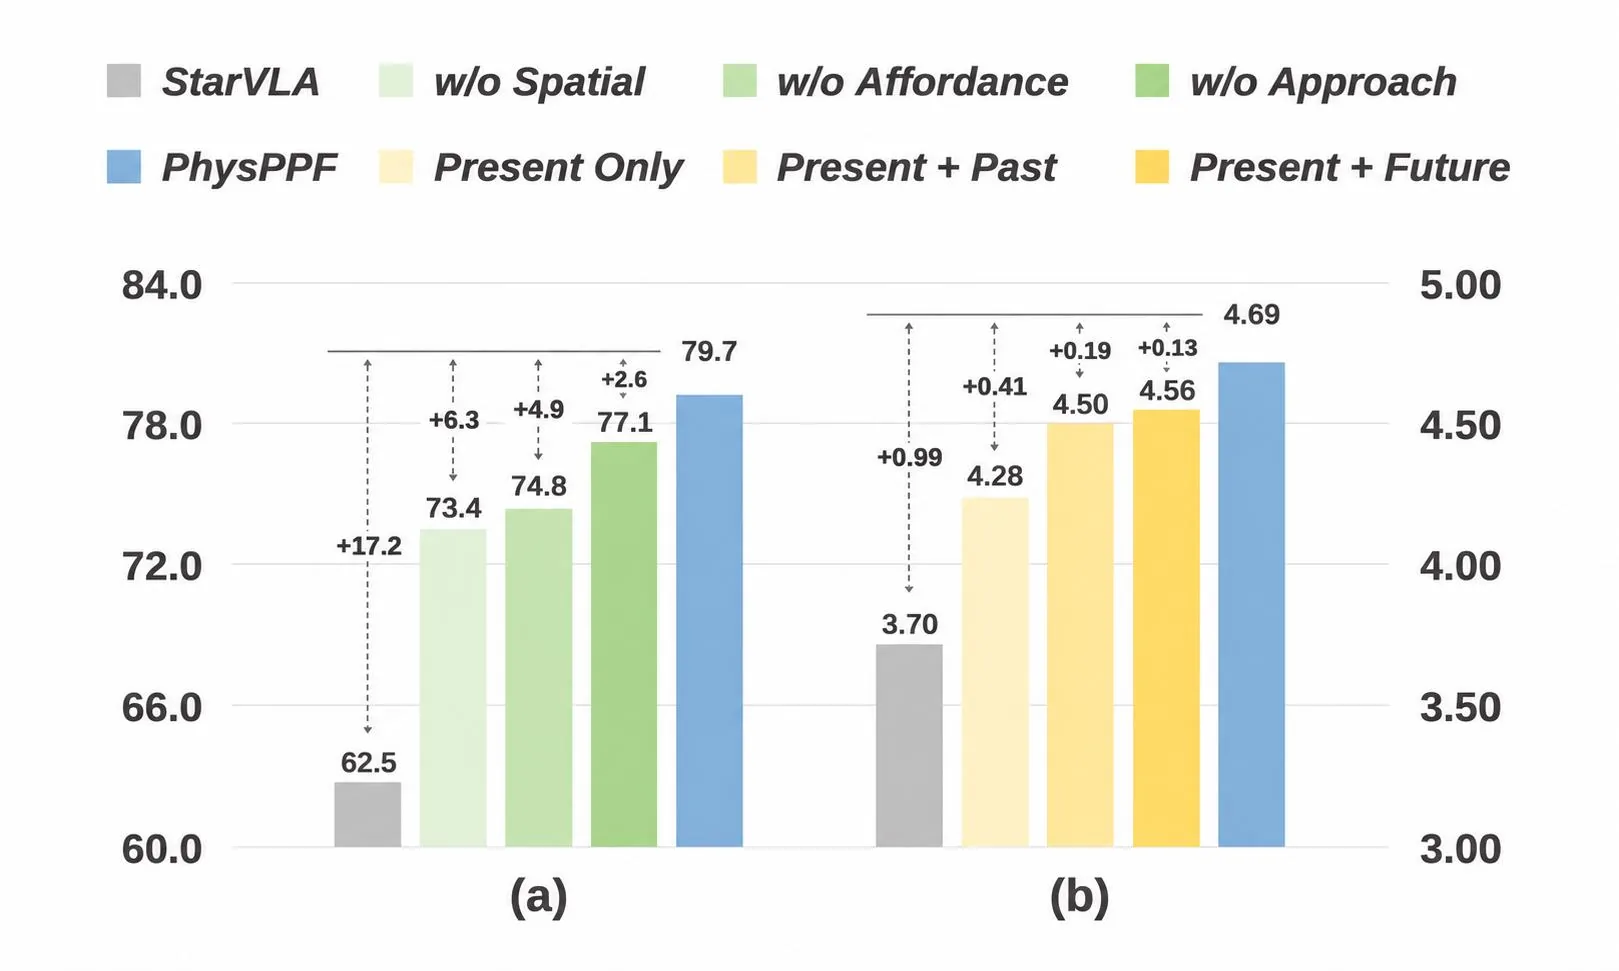 StarVLA w/o Spatial w/o Affordance w/o Approach
PhysPPF Present Only Present + Past Present + Future
84.0 5.00
4.69
79.7 +0.19 +0.13
+2.6 +0.41 4.56
+6.3 +4.9 4.50
78.0 77.1 4.50
+0.99
73.4 74.8 4.28
+17.2
72.0 4.00
3.70
66.0 3.50
62.5
60.0 3.00
(a) (b)